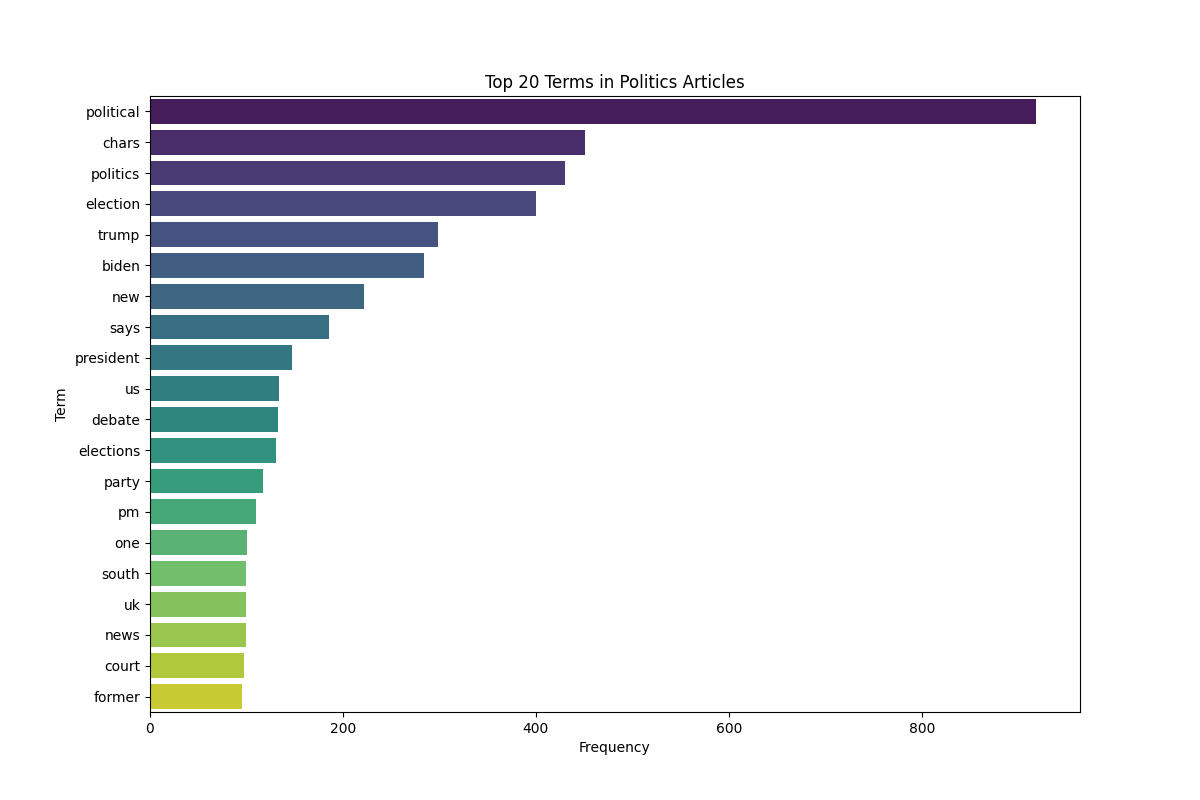 Top 20 Terms in Politics Articles
political
chars
politics
election
trump
biden
new
says
president
us
debate
elections
party
pm
one
south
uk
news
court
former
Term
0 200 400 600 800
Frequency